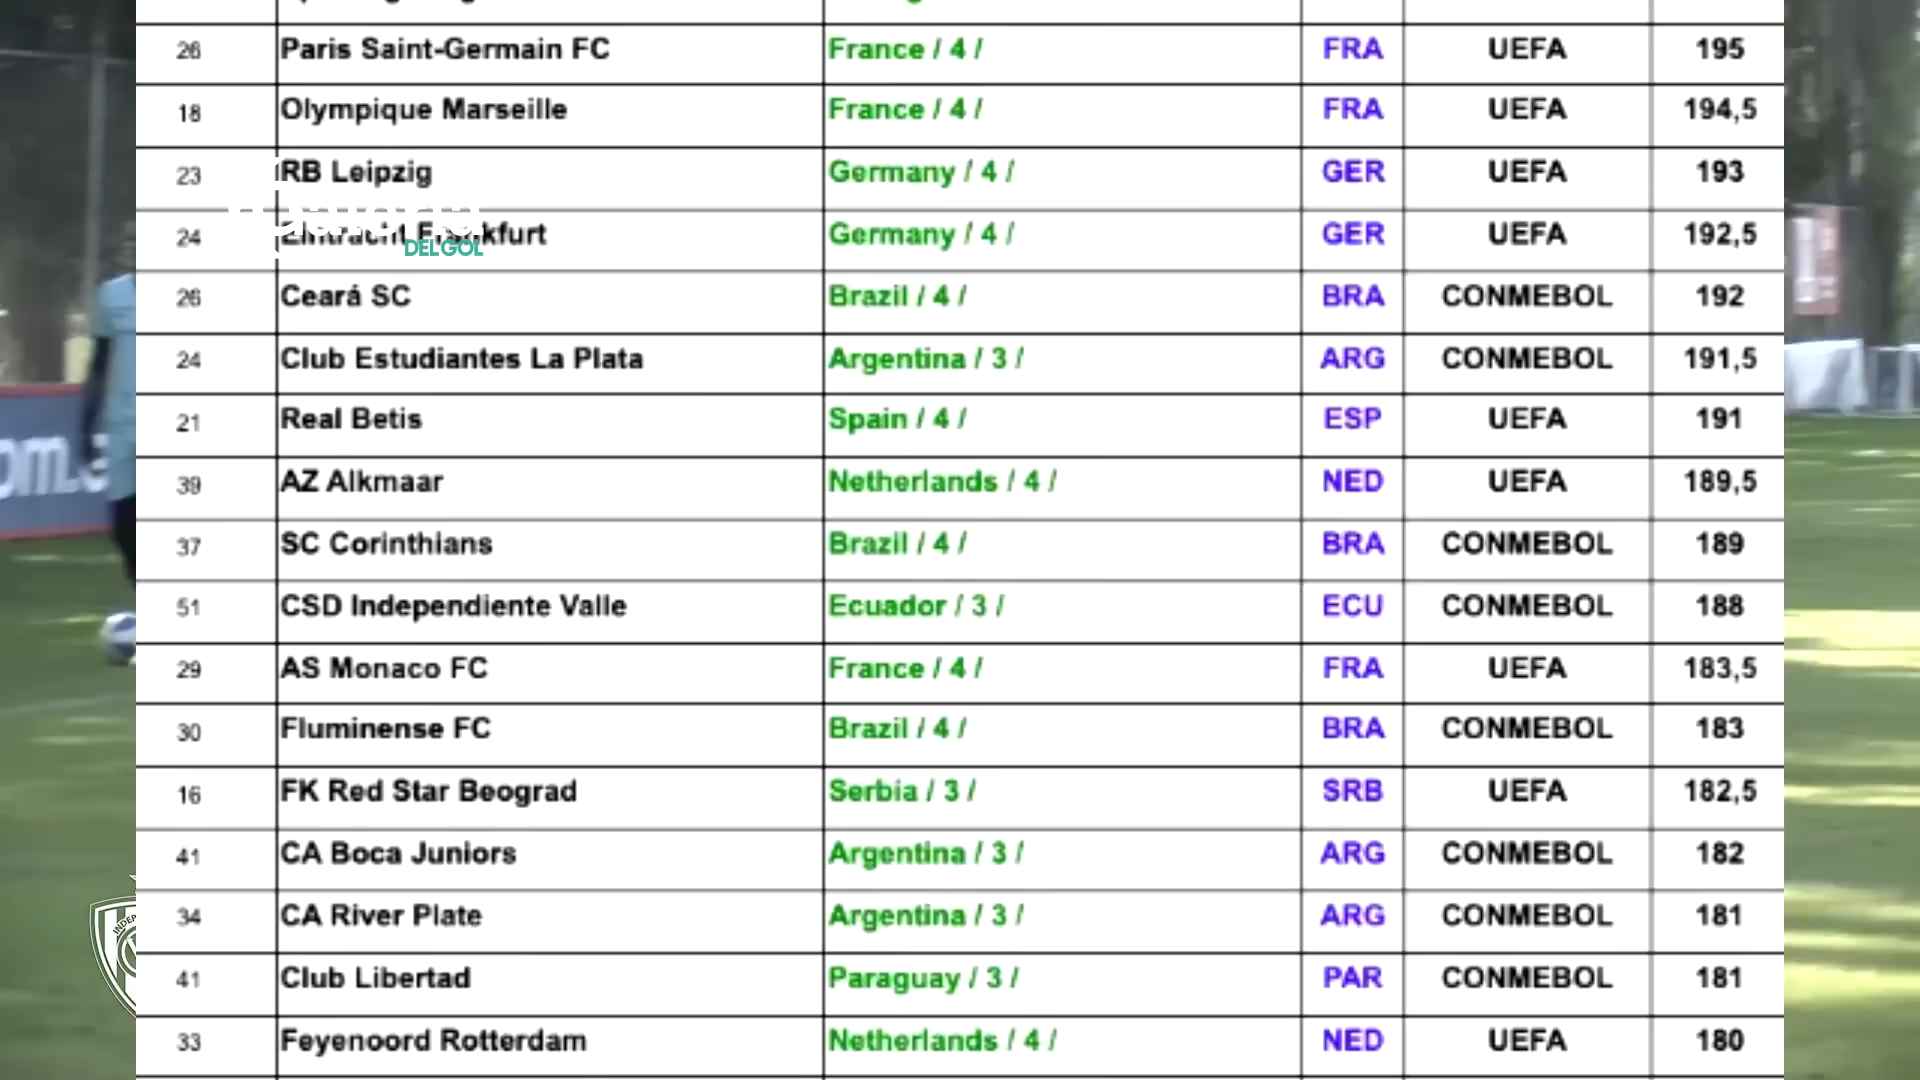 26 Paris Saint-Germain FC France / 4 / FRA UEFA 195
18 Olympique Marseille France / 4 / FRA UEFA 194,5
23 RB Leipzig Germany / 4 / GER UEFA 193
24 Eintracht Frankfurt Germany / 4 / GER UEFA 192,5
DELGOL
26 Ceará SC Brazil / 4 / BRA CONMEBOL 192
24 Club Estudiantes La Plata Argentina / 3 / ARG CONMEBOL 191,5
21 Real Betis Spain / 4 / ESP UEFA 191
39 AZ Alkmaar Netherlands / 4 / NED UEFA 189,5
37 SC Corinthians Brazil / 4 / BRA CONMEBOL 189
51 CSD Independiente Valle Ecuador / 3 / ECU CONMEBOL 188
29 AS Monaco FC France / 4 / FRA UEFA 183,5
30 Fluminense FC Brazil / 4 / BRA CONMEBOL 183
16 FK Red Star Beograd Serbia / 3 / SRB UEFA 182,5
41 CA Boca Juniors Argentina / 3 / ARG CONMEBOL 182
34 CA River Plate Argentina / 3 / ARG CONMEBOL 181
41 Club Libertad Paraguay / 3 / PAR CONMEBOL 181
33 Feyenoord Rotterdam Netherlands / 4 / NED UEFA 180
om.a
INDEP